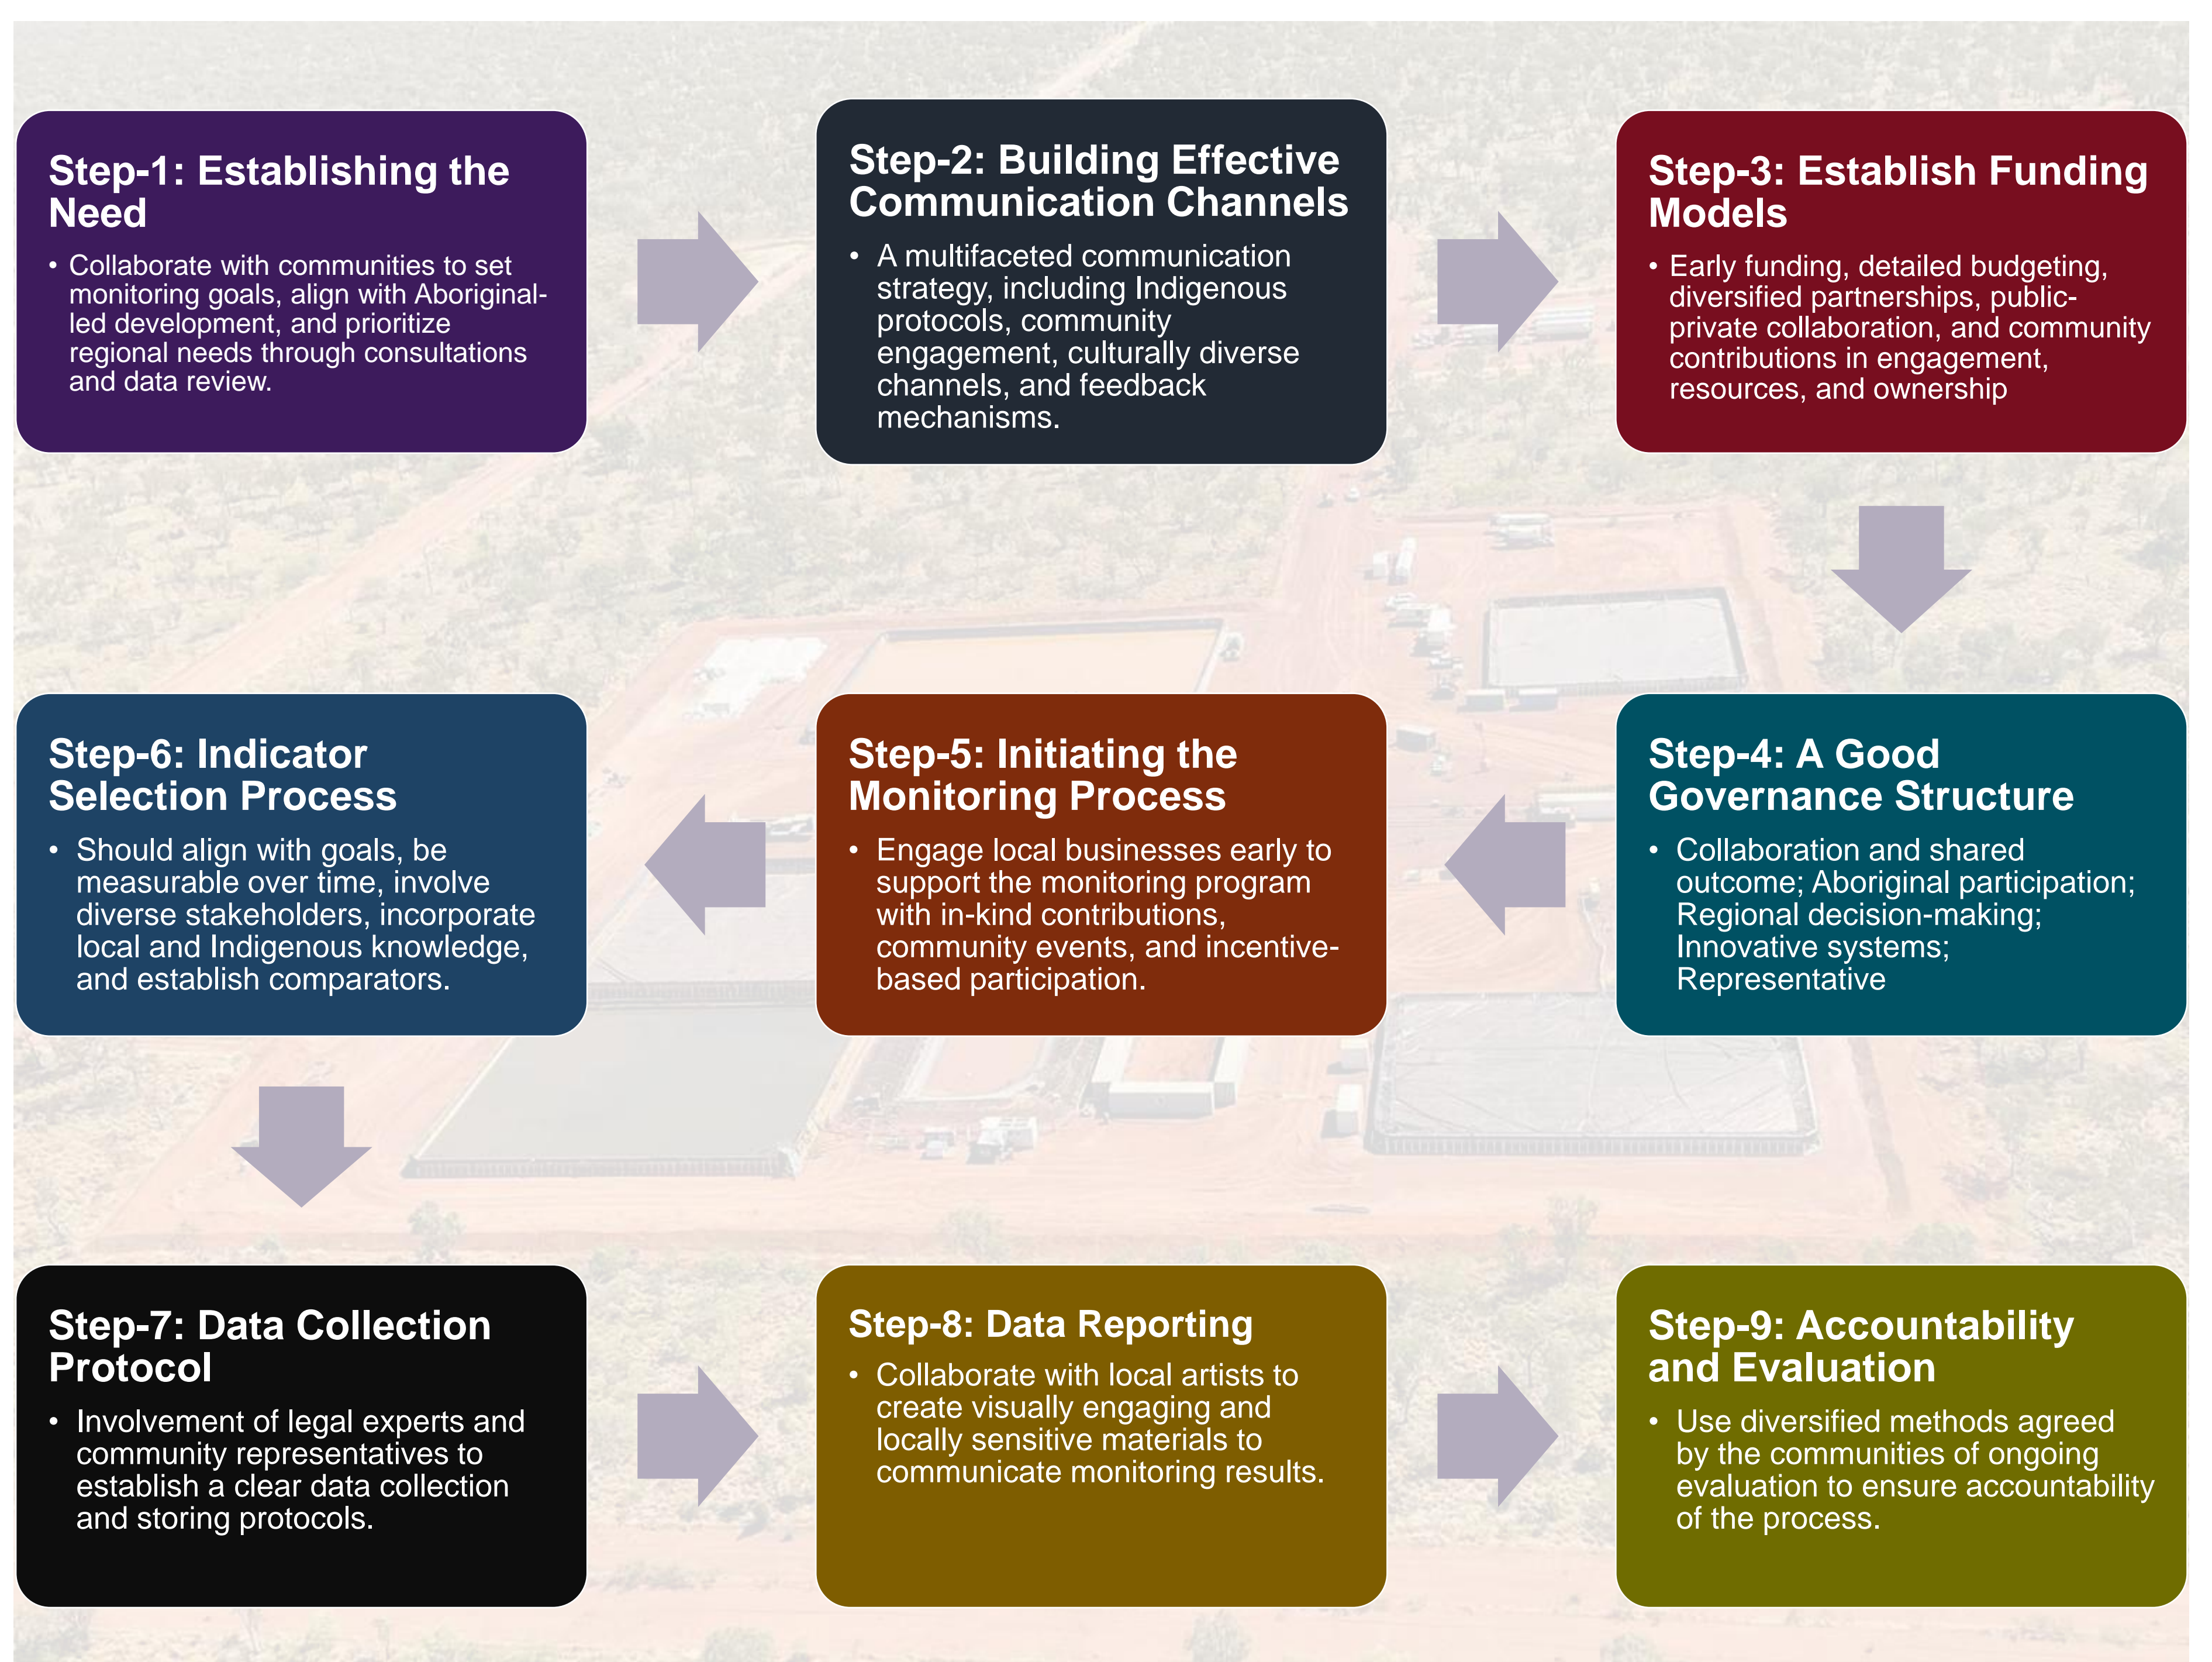 Step-1: Establishing the
Need
• Collaborate with communities to set
monitoring goals, align with Aboriginal-
led development, and prioritize
regional needs through consultations
and data review.
Step-2: Building Effective
Communication Channels
• A multifaceted communication
strategy, including Indigenous
protocols, community
engagement, culturally diverse
channels, and feedback
mechanisms.
Step-3: Establish Funding
Models
• Early funding, detailed budgeting,
diversified partnerships, public-
private collaboration, and community
contributions in engagement,
resources, and ownership
Step-4: A Good
Governance Structure
• Collaboration and shared
outcome; Aboriginal participation;
Regional decision-making;
Innovative systems;
Representative
Step-5: Initiating the
Monitoring Process
• Engage local businesses early to
support the monitoring program
with in-kind contributions,
community events, and incentive-
based participation.
Step-6: Indicator
Selection Process
• Should align with goals, be
measurable over time, involve
diverse stakeholders, incorporate
local and Indigenous knowledge,
and establish comparators.
Step-7: Data Collection
Protocol
• Involvement of legal experts and
community representatives to
establish a clear data collection
and storing protocols.
Step-8: Data Reporting
• Collaborate with local artists to
create visually engaging and
locally sensitive materials to
communicate monitoring results.
Step-9: Accountability
and Evaluation
• Use diversified methods agreed
by the communities of ongoing
evaluation to ensure accountability
of the process.